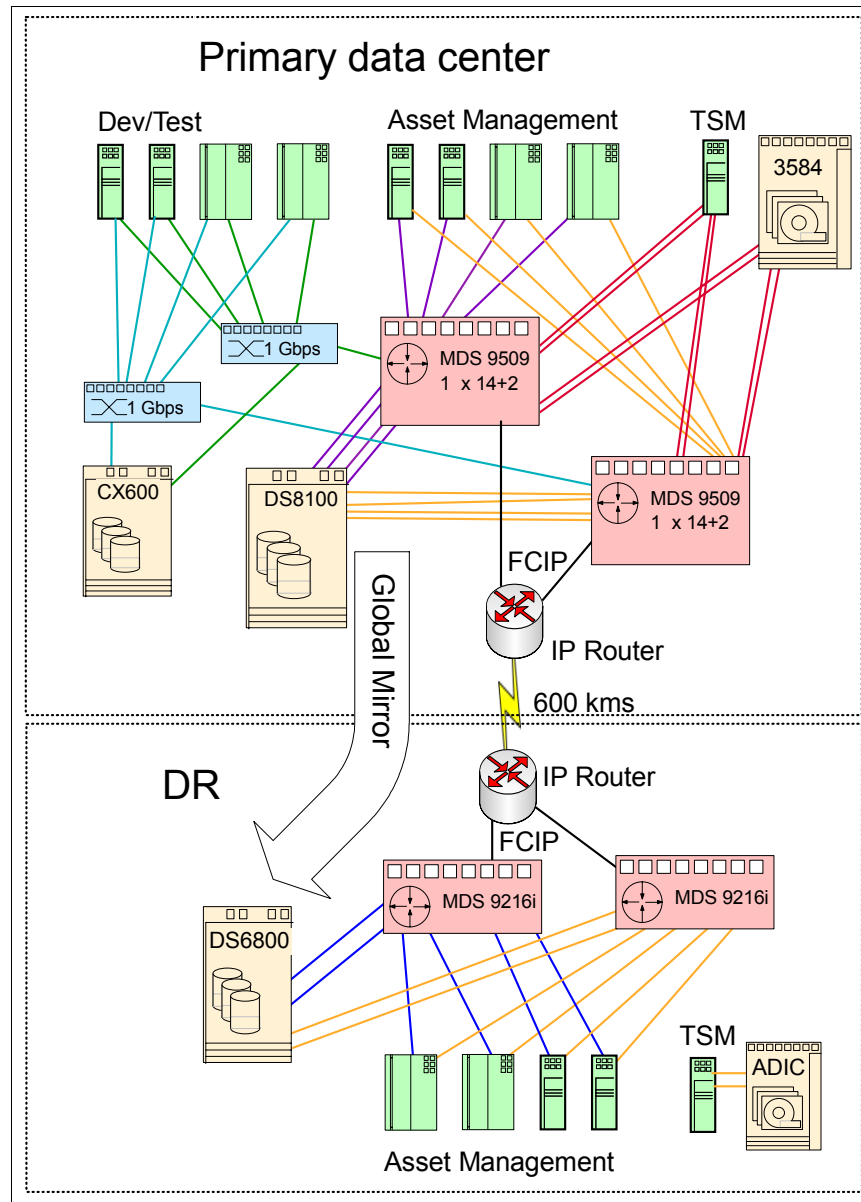 Primary data center
Dev/Test
Asset Management
TSM
3584
1 Gbps
MDS 9509
1 x 14+2
1 Gbps
CX600
DS8100
MDS 9509
1 x 14+2
FCIP
Global Mirror
IP Router
600 kms
DR
IP Router
FCIP
MDS 9216i
MDS 9216i
DS6800
TSM
ADIC
Asset Management